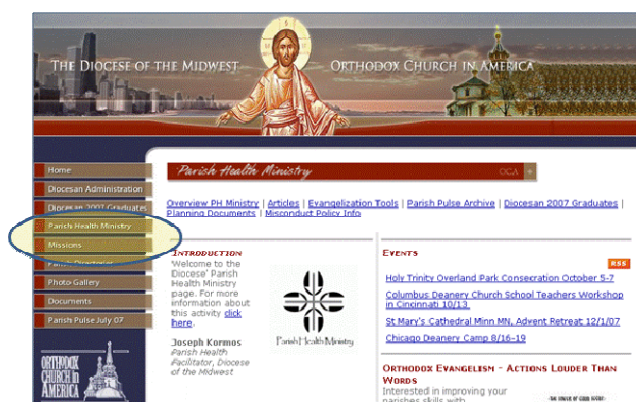 THE DIOCESE OF THE MIDWEST
ORTHODOX CHURCH IN AMERICA
Home
Diocesan Administration
Diocesan 2007 Graduates
Parish Health Ministry
Missions
Parish Directories
Photo Gallery
Documents
Parish Pulse July 07
ORTHODOX
CHURCH IN
AMERICA
Parish Health Ministry
OCA
Overview PH Ministry | Articles | Evangelization Tools | Parish Pulse Archive | Diocesan 2007 Graduates |
Planning Documents | Misconduct Policy Info
INTRODUCTION
Welcome to the
Diocese' Parish
Health Ministry
page. For more
information about
this activity click
here.
Joseph Kormos
Parish Health
Facilitator, Diocese
of the Midwest
Parish Health Ministry
EVENTS
RSS
Holy Trinity Overland Park Consecration October 5-7
Columbus Deanery Church School Teachers Workshop
in Cincinnati 10/13
St Mary's Cathedral Minn MN, Advent Retreat 12/1/07
Chicago Deanery Camp 8/16-19
ORTHODOX EVANGELISM - ACTIONS LOUDER THAN
WORDS
Interested in improving your
parishes skills with